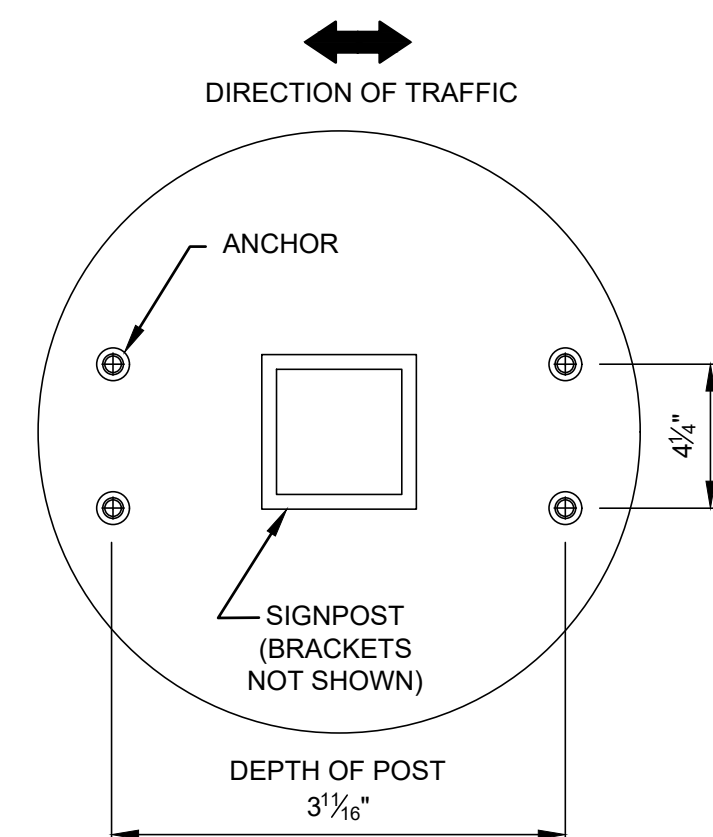 DIRECTION OF TRAFFIC
ANCHOR
4¼"
SIGNPOST
(BRACKETS
NOT SHOWN)
DEPTH OF POST
3¹¹⁄₁₆"